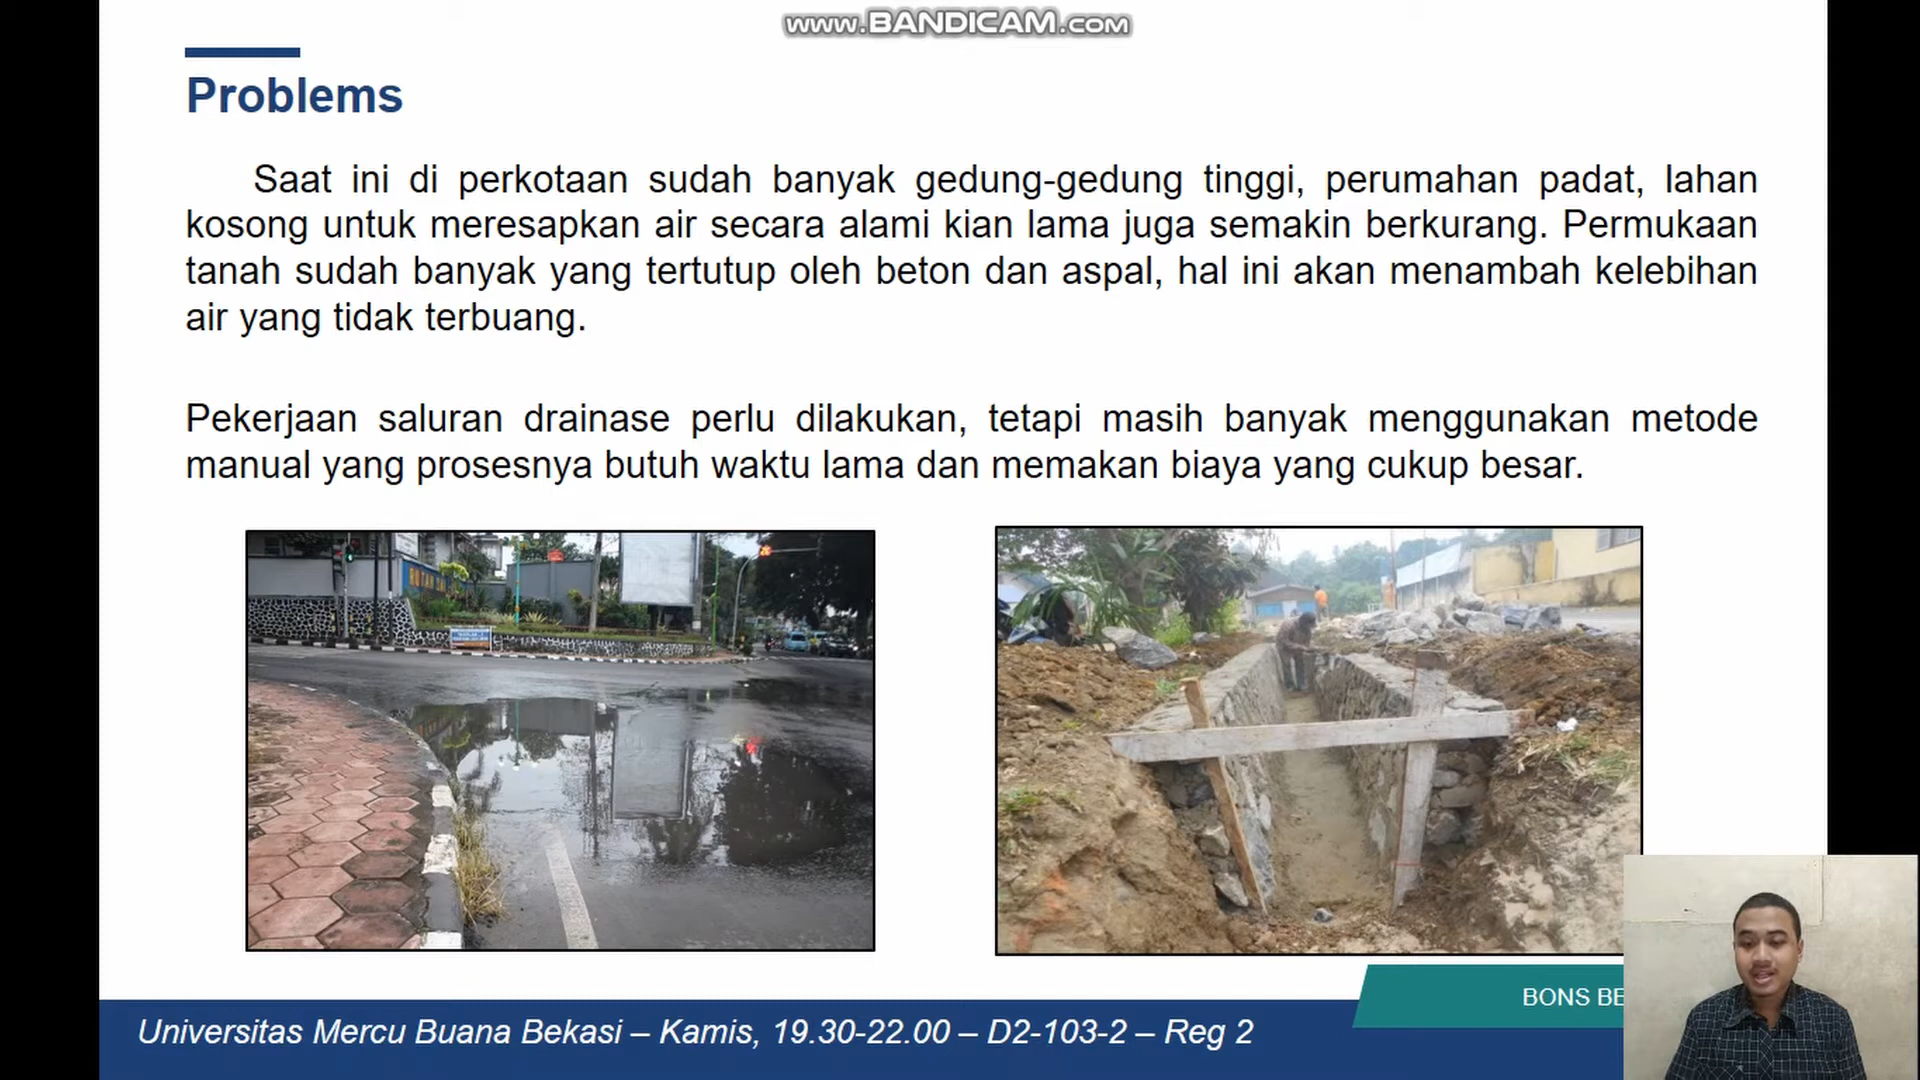 www.BANDICAM.com
Problems
Saat ini di perkotaan sudah banyak gedung-gedung tinggi, perumahan padat, lahan
kosong untuk meresapkan air secara alami kian lama juga semakin berkurang. Permukaan
tanah sudah banyak yang tertutup oleh beton dan aspal, hal ini akan menambah kelebihan
air yang tidak terbuang.
Pekerjaan saluran drainase perlu dilakukan, tetapi masih banyak menggunakan metode
manual yang prosesnya butuh waktu lama dan memakan biaya yang cukup besar.
BONS BE
Universitas Mercu Buana Bekasi – Kamis, 19.30-22.00 – D2-103-2 – Reg 2